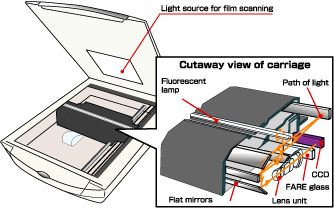 Light source for film scanning
Cutaway view of carriage
Fluorescent
lamp
Path of light
CCD
FARE glass
Lens unit
Flat mirrors